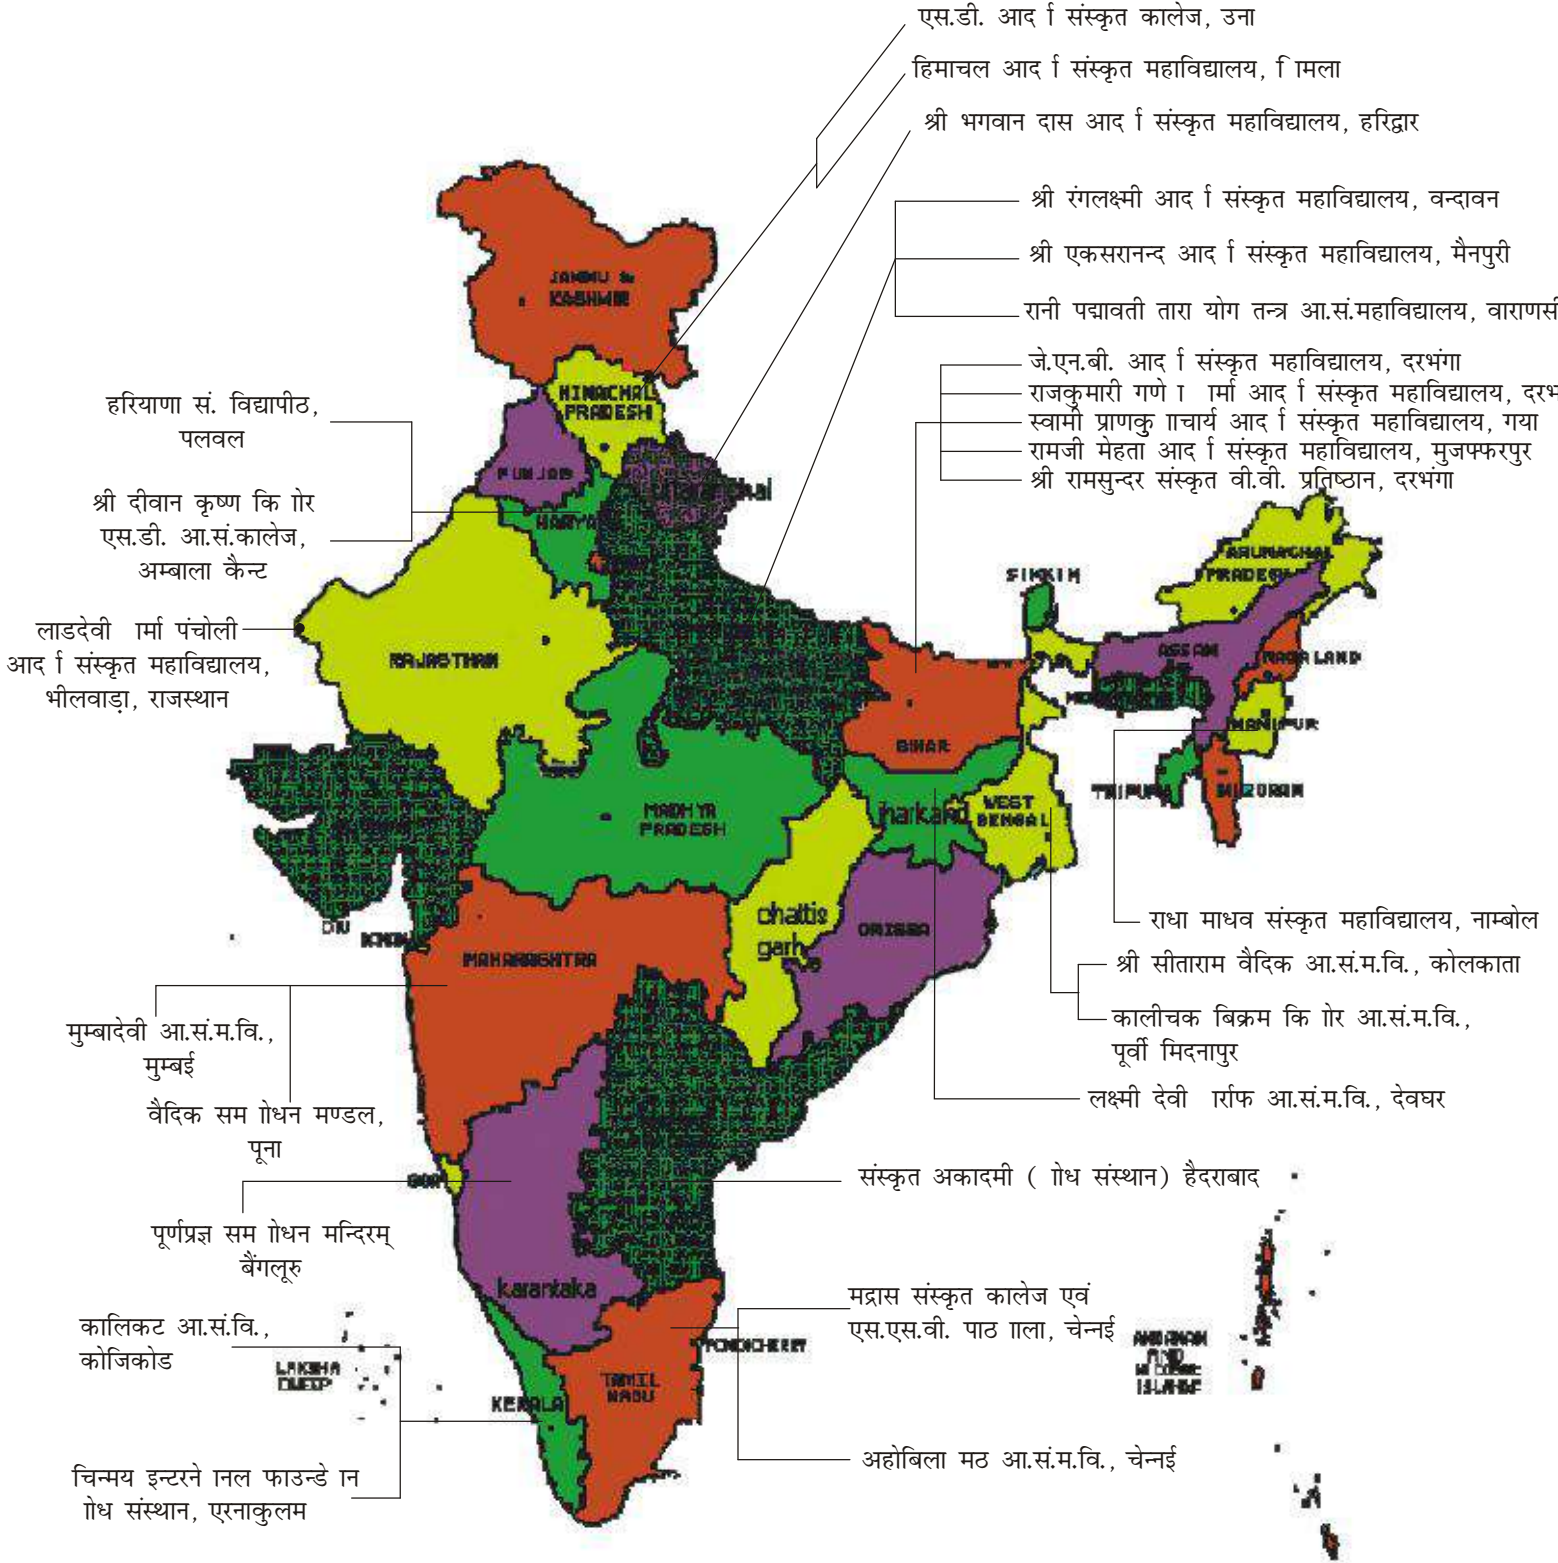 एस.डी. आद र्ा संस्कृत कालेज, उना
हिमाचल आद र्ा संस्कृत महाविद्यालय, ि ामला
श्री भगवान दास आद र्ा संस्कृत महाविद्यालय, हरिद्वार
श्री रंगलक्ष्मी आद र्ा संस्कृत महाविद्यालय, वन्दावन
श्री एकसरानन्द आद र्ा संस्कृत महाविद्यालय, मैनपुरी
रानी पद्मावती तारा योग तन्त्र आ.सं.महाविद्यालय, वाराणसी
जे.एन.बी. आद र्ा संस्कृत महाविद्यालय, दरभंगा
राजकुमारी गणे ा ार्मा आद र्ा संस्कृत महाविद्यालय, दरभ
स्वामी प्राणकु ााचार्य आद र्ा संस्कृत महाविद्यालय, गया
रामजी मेहता आद र्ा संस्कृत महाविद्यालय, मुजफ्फरपुर
श्री रामसुन्दर संस्कृत वी.वी. प्रतिष्ठान, दरभंगा
हरियाणा सं. विद्यापीठ,
पलवल
श्री दीवान कृष्ण कि ाोर
एस.डी. आ.सं.कालेज,
अम्बाला कैन्ट
लाडदेवी ार्मा पंचोली
आद र्ा संस्कृत महाविद्यालय,
भीलवाड़ा, राजस्थान
JAMMU &
KASHMIR
HIMACHAL
PRADESH
PUNJAB
HARYA
RAJASTHAN
SIKKIM
ARUNACHAL
PRADESH
ASSAM
NAGALAND
MANIPUR
TRIPURA
MIZORAM
BIHAR
jharkand
WEST
BENGAL
MADHYA
PRADESH
chattis
garh
ORISSA
DIU
MAHARASHTRA
राधा माधव संस्कृत महाविद्यालय, नाम्बोल
श्री सीताराम वैदिक आ.सं.म.वि., कोलकाता
कालीचक बिक्रम कि ाोर आ.सं.म.वि.,
पूर्वी मिदनापुर
लक्ष्मी देवी ार्राफ आ.सं.म.वि., देवघर
मुम्बादेवी आ.सं.म.वि.,
मुम्बई
वैदिक सम ाोधन मण्डल,
पूना
GOA
संस्कृत अकादमी ( ाोध संस्थान) हैदराबाद
पूर्णप्रज्ञ सम ाोधन मन्दिरम्
बैंगलूरु
karantaka
कालिकट आ.सं.वि.,
कोजिकोड
LAKSHA
DWEEP
मद्रास संस्कृत कालेज एवं
एस.एस.वी. पाठ ााला, चेन्नई
PONDICHERRY
ANDAMAN
AND
NICOBAR
ISLANDS
TAMIL
NADU
KERALA
अहोबिला मठ आ.सं.म.वि., चेन्नई
चिन्मय इन्टरने ानल फाउन्डे ान
ाोध संस्थान, एरनाकुलम